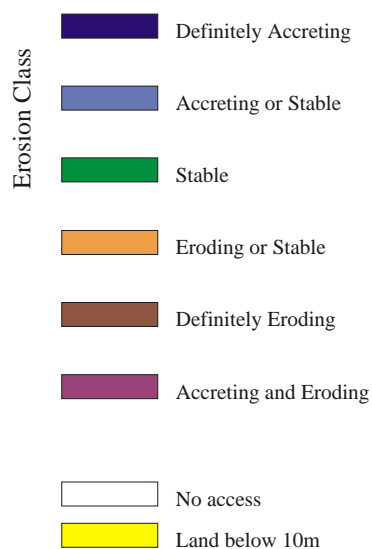 Erosion Class
Definitely Accreting
Accreting or Stable
Stable
Eroding or Stable
Definitely Eroding
Accreting and Eroding
No access
Land below 10m